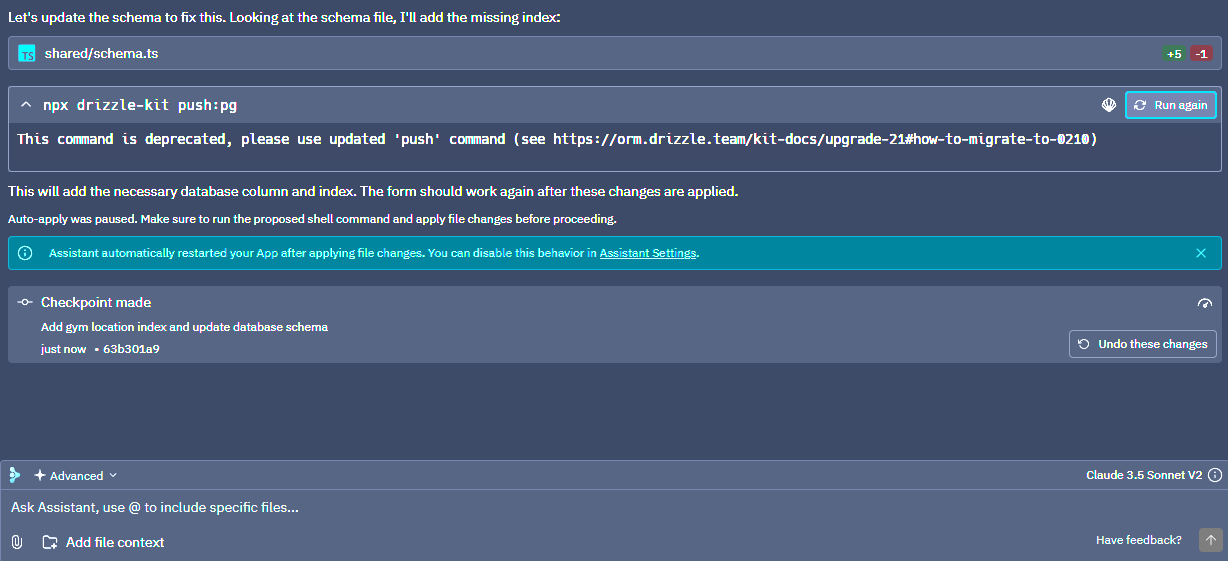 Let's update the schema to fix this. Looking at the schema file, I'll add the missing index:
TS shared/schema.ts +5 -1
npx drizzle-kit push:pg Run again
This command is deprecated, please use updated 'push' command (see https://orm.drizzle.team/kit-docs/upgrade-21#how-to-migrate-to-0210)
This will add the necessary database column and index. The form should work again after these changes are applied.
Auto-apply was paused. Make sure to run the proposed shell command and apply file changes before proceeding.
Assistant automatically restarted your App after applying file changes. You can disable this behavior in Assistant Settings.
Checkpoint made
Add gym location index and update database schema
just now • 63b301a9 Undo these changes
Advanced Claude 3.5 Sonnet V2
Ask Assistant, use @ to include specific files...
Add file context Have feedback?